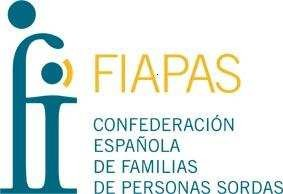 FIAPAS
CONFEDERACIÓN
ESPAÑOLA
DE FAMILIAS
DE PERSONAS SORDAS